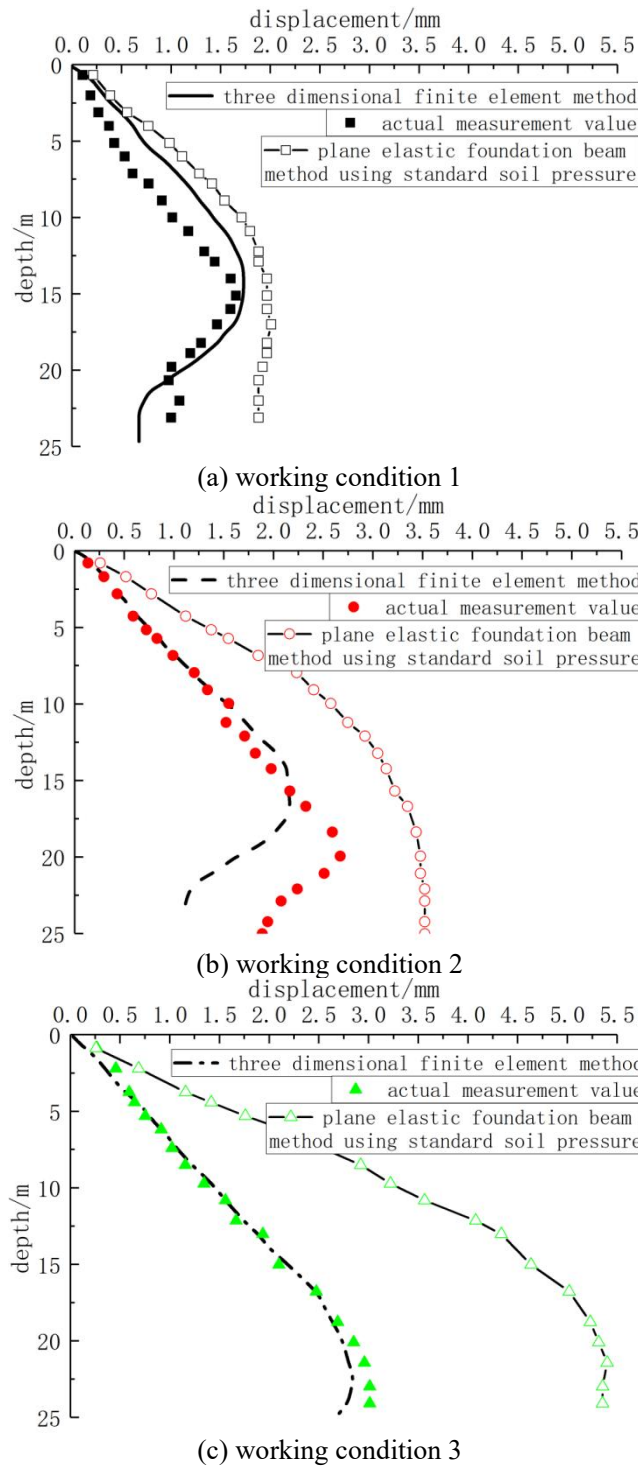 displacement/mm
0.0 0.5 1.0 1.5 2.0 2.5 3.0 3.5 4.0 4.5 5.0 5.5
0
three dimensional finite element method
actual measurement value
5
plane elastic foundation beam
method using standard soil pressure
10
depth/m
15
20
25
(a) working condition 1
displacement/mm
0.0 0.5 1.0 1.5 2.0 2.5 3.0 3.5 4.0 4.5 5.0 5.5
0
three dimensional finite element method
actual measurement value
5
plane elastic foundation beam
method using standard soil pressure
10
depth/m
15
20
25
(b) working condition 2
displacement/mm
0.0 0.5 1.0 1.5 2.0 2.5 3.0 3.5 4.0 4.5 5.0 5.5
0
three dimensional finite element method
actual measurement value
5
plane elastic foundation beam
method using standard soil pressure
10
depth/m
15
20
25
(c) working condition 3